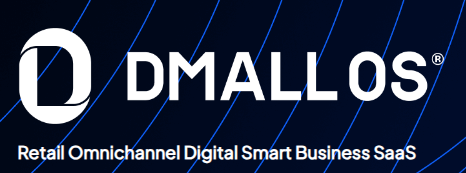 DMALL OS®
Retail Omnichannel Digital Smart Business SaaS